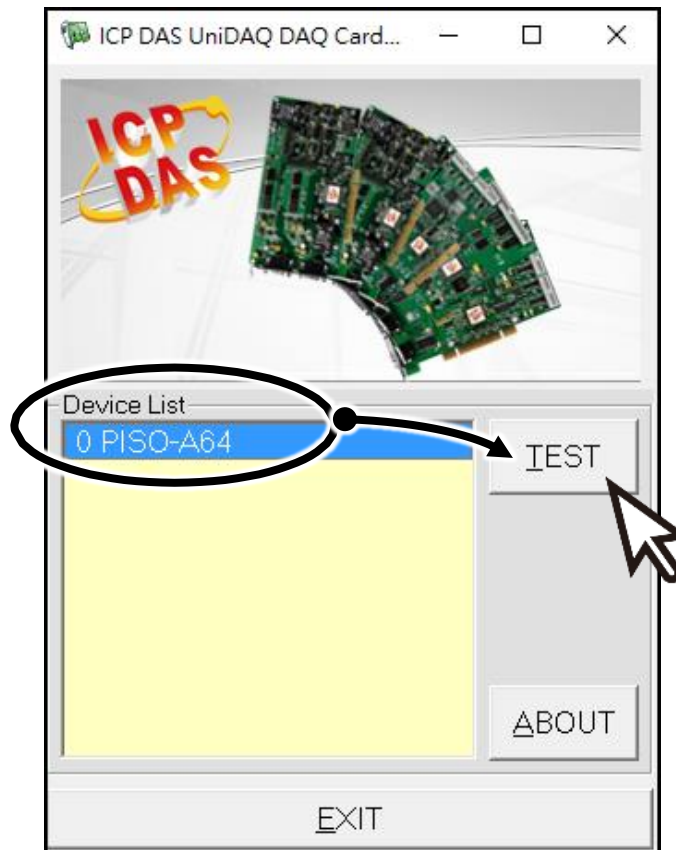 ICP DAS UniDAQ DAQ Card...
ICP
DAS
Device List
0 PISO-A64
TEST
ABOUT
EXIT